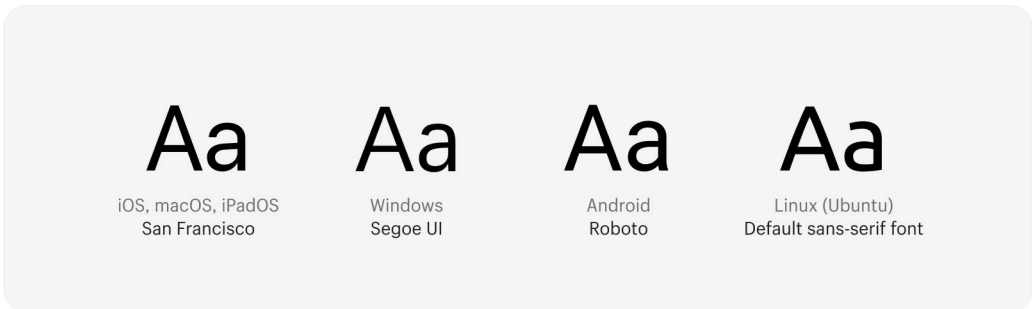 Aa Aa Aa Aa
iOS, macOS, iPadOS
San Francisco
Windows
Segoe UI
Android
Roboto
Linux (Ubuntu)
Default sans-serif font